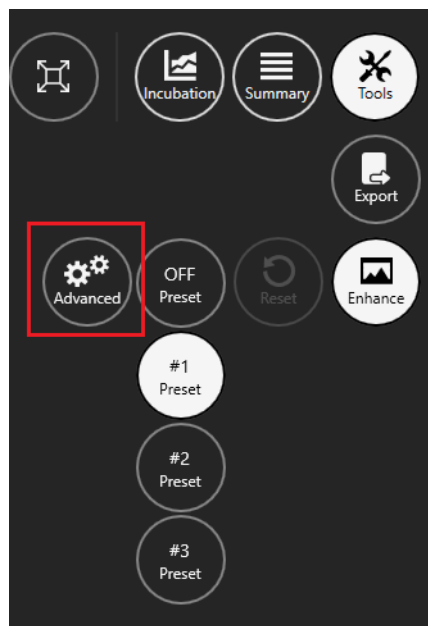 Incubation
Summary
Tools
Export
Advanced
OFF
Preset
Reset
Enhance
#1
Preset
#2
Preset
#3
Preset